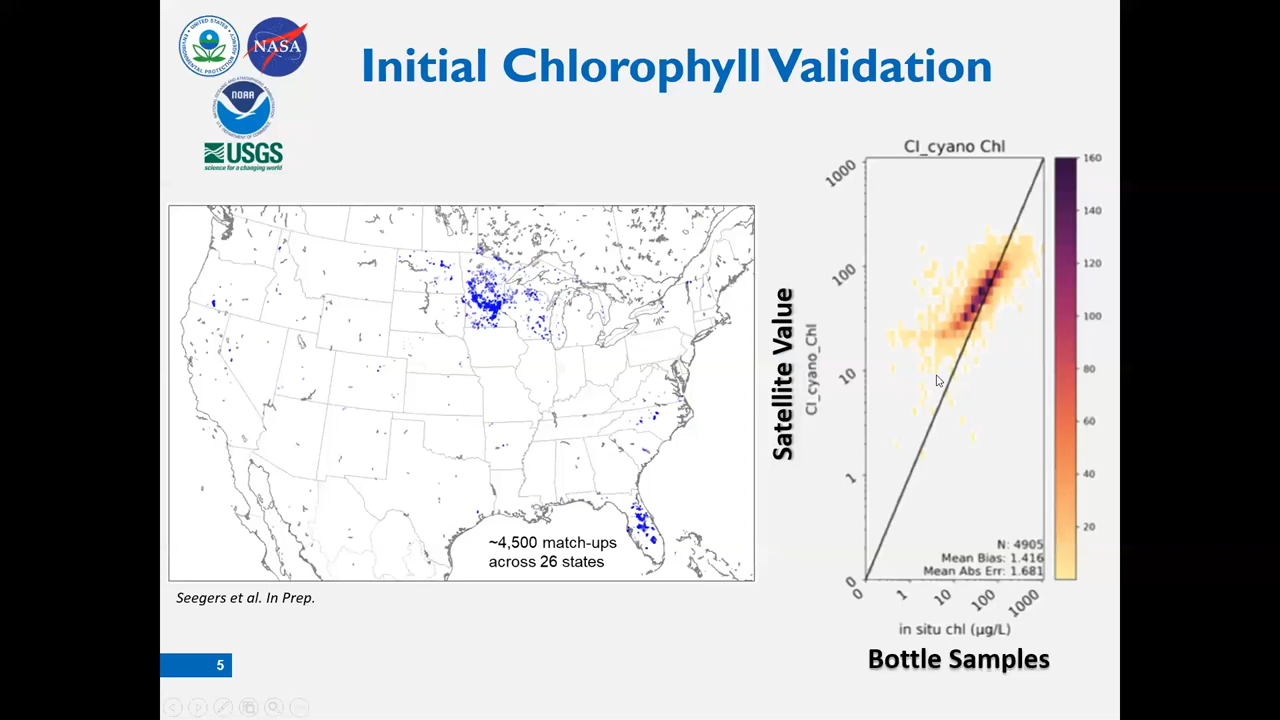 Initial Chlorophyll Validation
NASA
NOAA
USGS
science for a changing world
~4,500 match-ups
across 26 states
Seegers et al. In Prep.
5
CI_cyano Chl
Satellite Value
CI_cyano_Chl
1000
100
10
1
0
0
1
10
100
1000
in situ chl (µg/L)
Bottle Samples
N: 4905
Mean Bias: 1.416
Mean Abs Err: 1.681
160
140
120
100
80
60
40
20